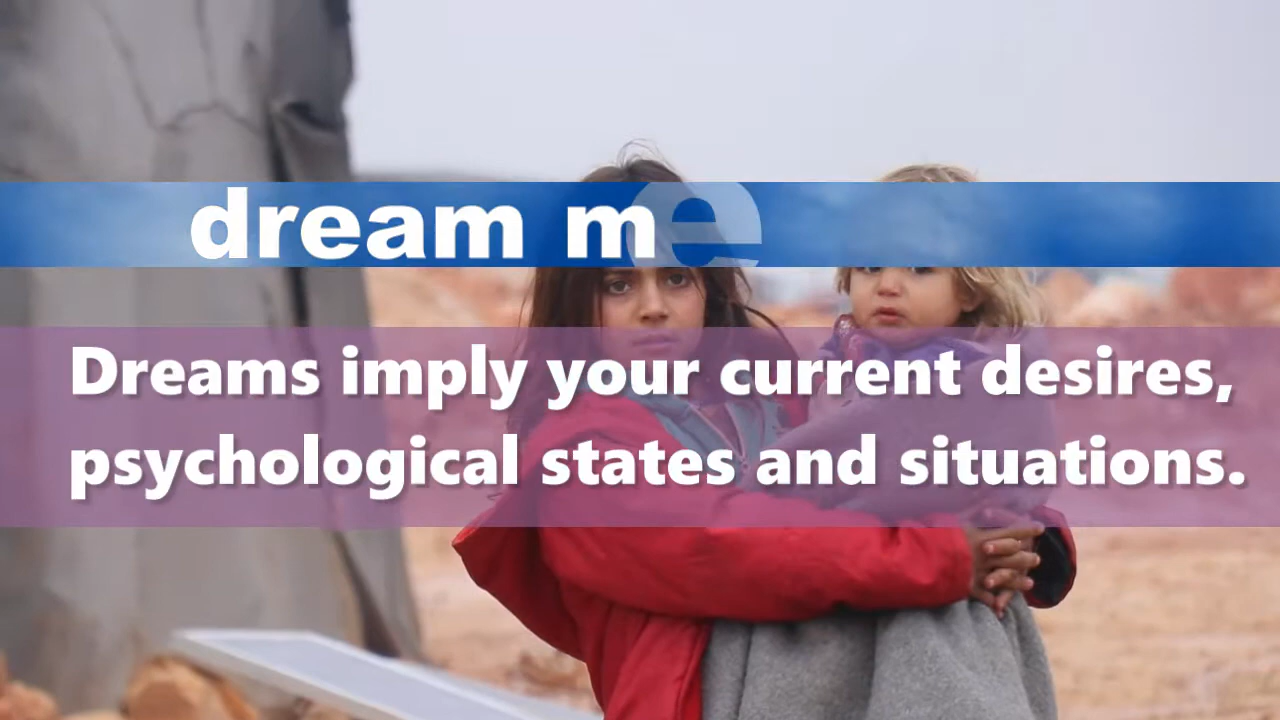 dream me
Dreams imply your current desires,
psychological states and situations.